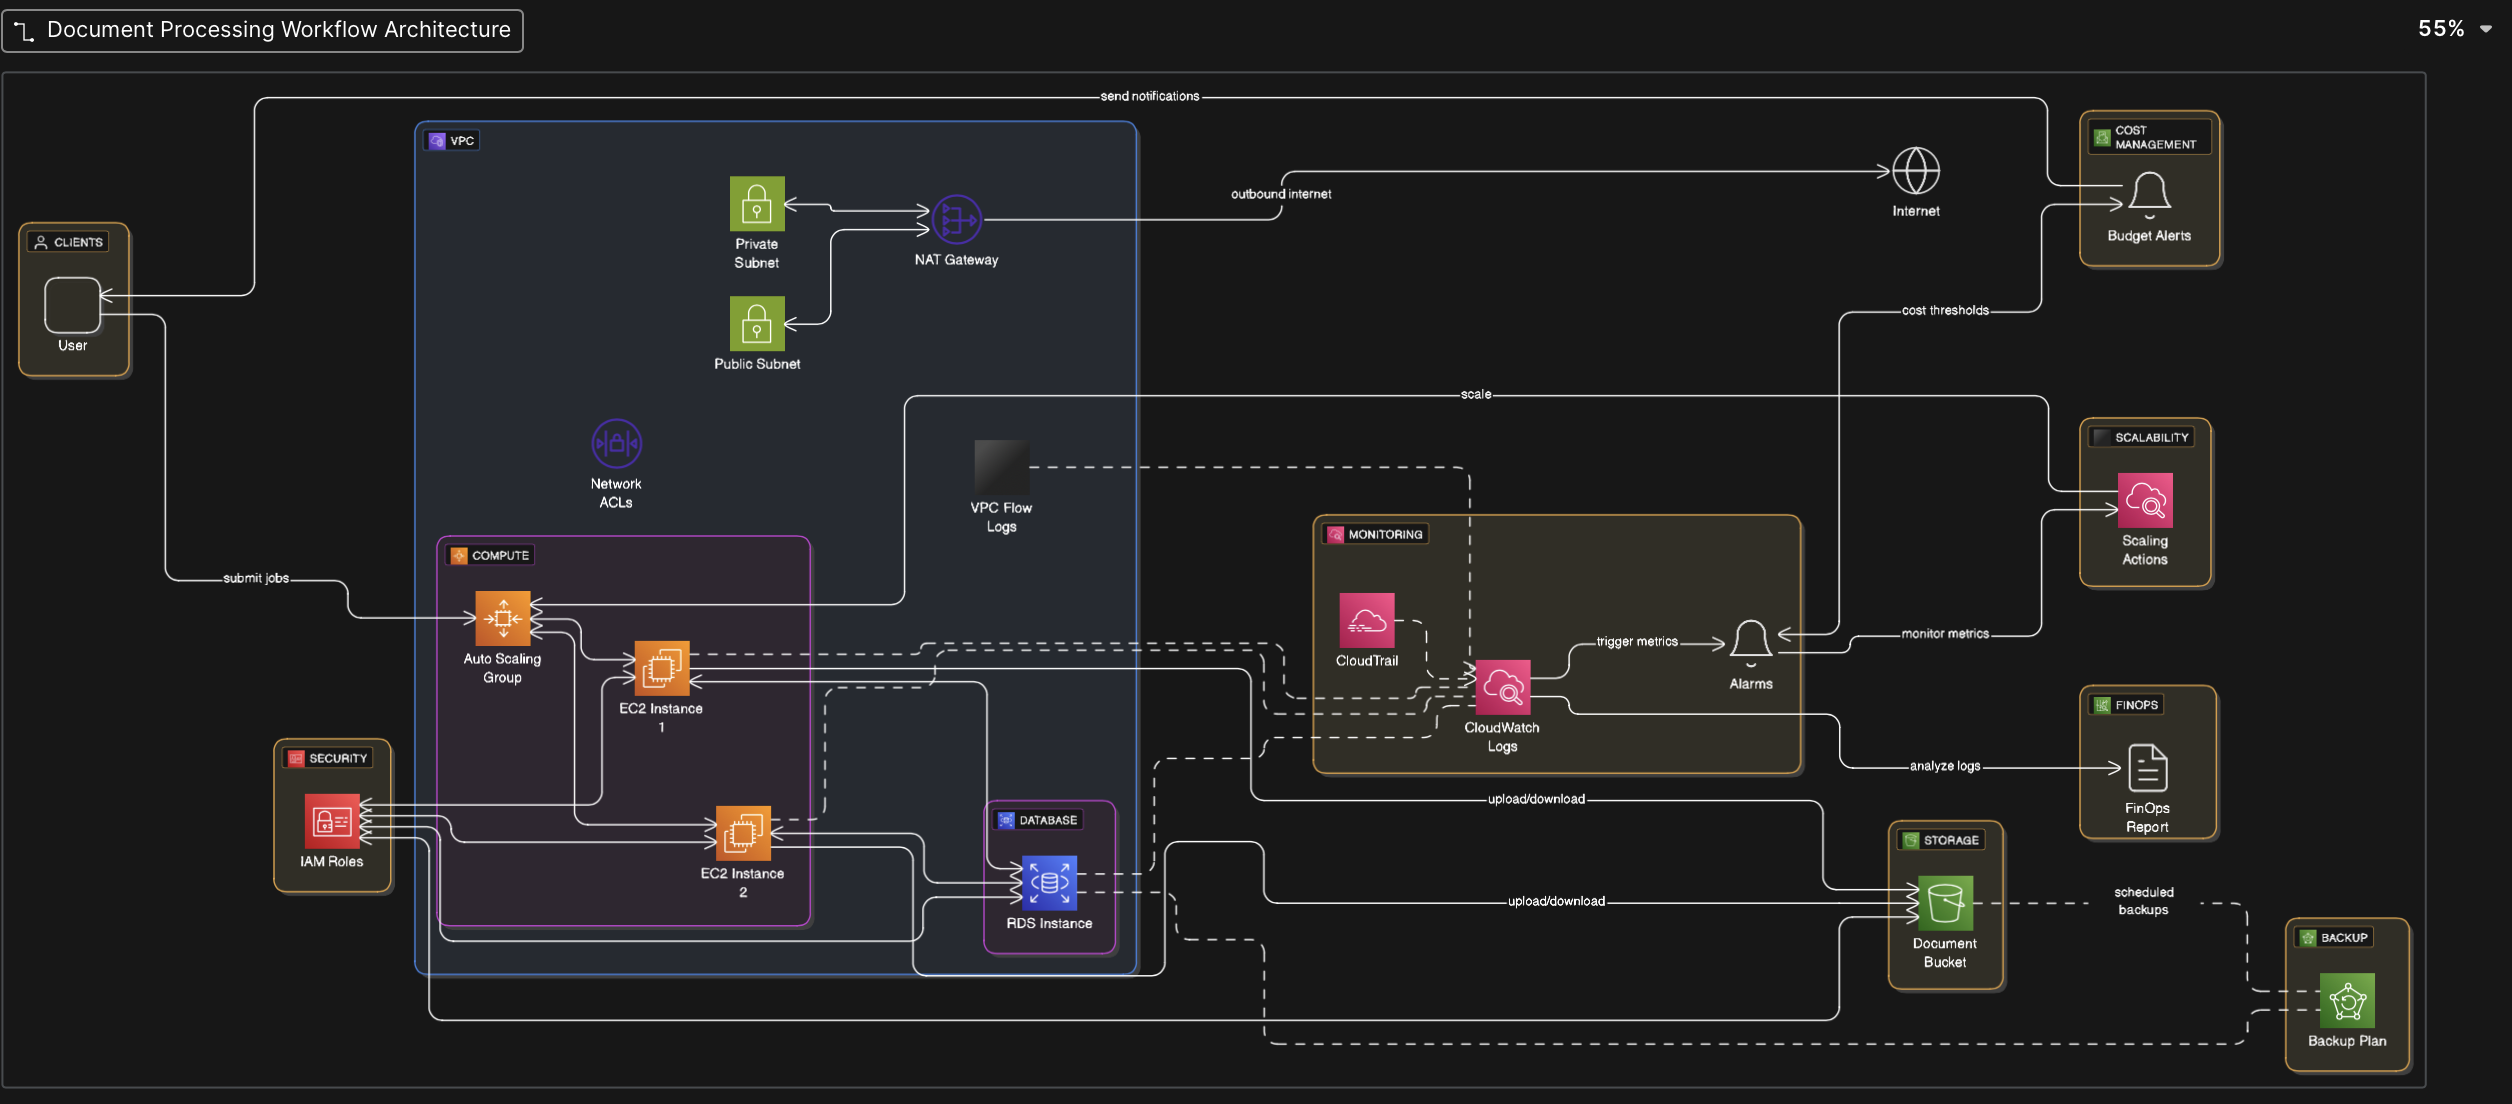 Document Processing Workflow Architecture
55%
send notifications
COST
MANAGEMENT
VPC
outbound internet
Internet
Budget Alerts
CLIENTS
Private
Subnet
NAT Gateway
User
Public Subnet
cost thresholds
scale
SCALABILITY
Network
ACLs
VPC Flow
Logs
MONITORING
Scaling
Actions
COMPUTE
submit jobs
CloudTrail
trigger metrics
monitor metrics
Auto Scaling
Group
Alarms
EC2 Instance
1
CloudWatch
Logs
FINOPS
SECURITY
analyze logs
FinOps
Report
upload/download
DATABASE
STORAGE
IAM Roles
EC2 Instance
2
RDS Instance
upload/download
scheduled
backups
Document
Bucket
BACKUP
Backup Plan